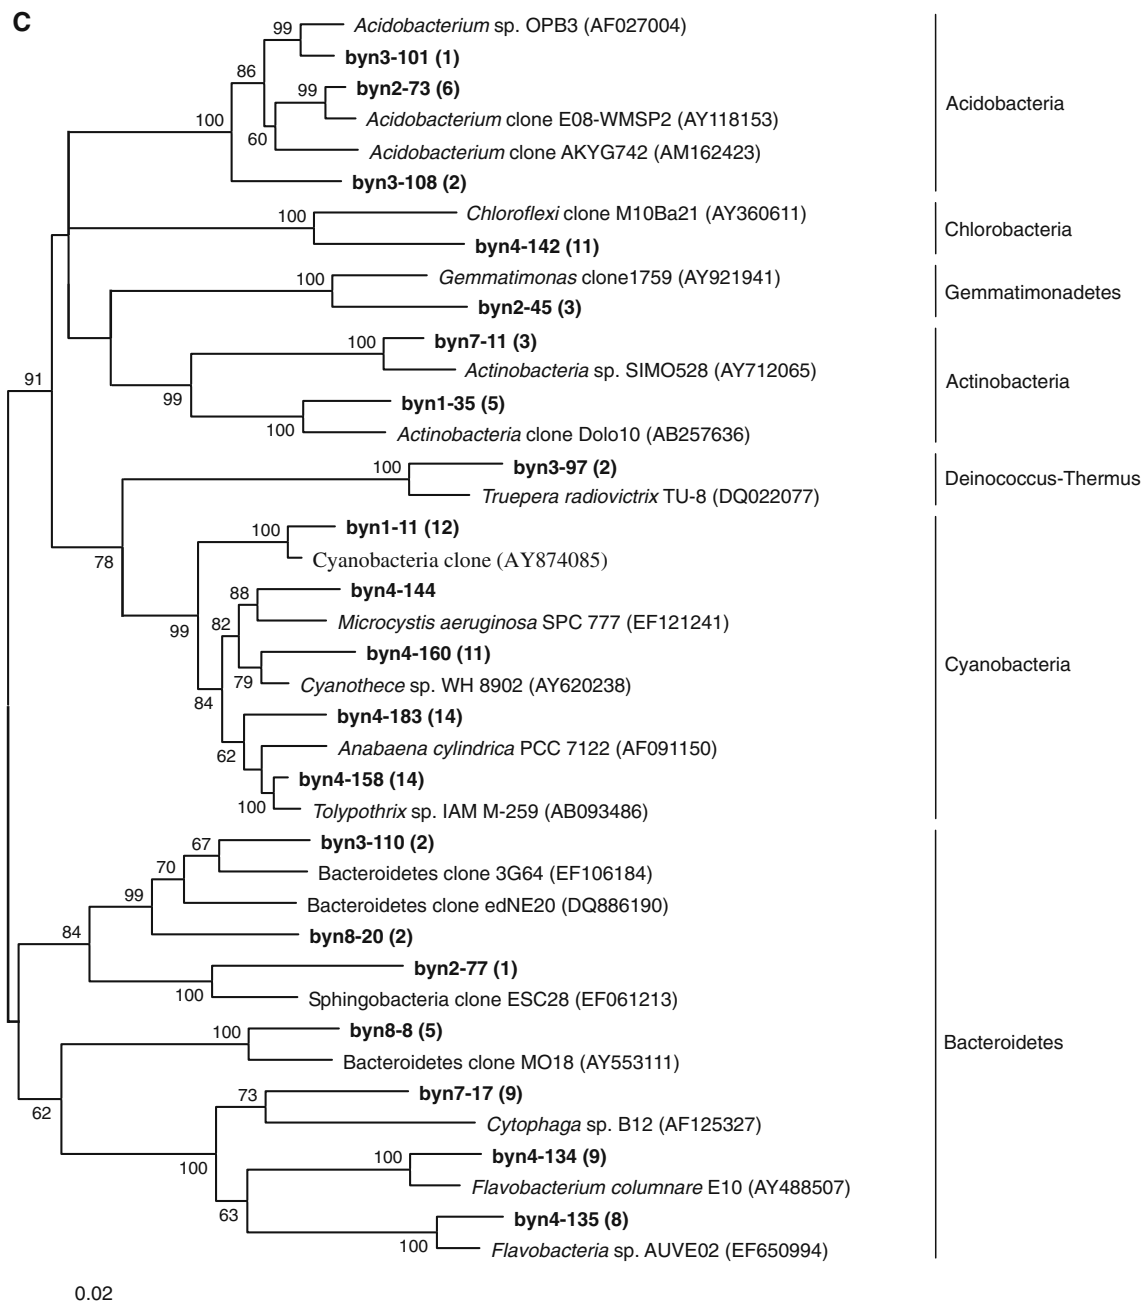 C
99
Acidobacterium sp. OPB3 (AF027004)
byn3-101 (1)
86
99
byn2-73 (6)
100
60
Acidobacterium clone E08-WMSP2 (AY118153)
Acidobacterium clone AKYG742 (AM162423)
byn3-108 (2)
Acidobacteria
100
Chloroflexi clone M10Ba21 (AY360611)
byn4-142 (11)
Chlorobacteria
100
Gemmatimonas clone1759 (AY921941)
byn2-45 (3)
Gemmatimonadetes
100
byn7-11 (3)
Actinobacteria sp. SIMO528 (AY712065)
91
99
byn1-35 (5)
100
Actinobacteria clone Dolo10 (AB257636)
Actinobacteria
100
byn3-97 (2)
Truepera radiovictrix TU-8 (DQ022077)
Deinococcus-Thermus
100
byn1-11 (12)
78
Cyanobacteria clone (AY874085)
88
byn4-144
99
82
Microcystis aeruginosa SPC 777 (EF121241)
byn4-160 (11)
79
Cyanothece sp. WH 8902 (AY620238)
84
byn4-183 (14)
62
Anabaena cylindrica PCC 7122 (AF091150)
byn4-158 (14)
100
Tolypothrix sp. IAM M-259 (AB093486)
Cyanobacteria
67
byn3-110 (2)
70
Bacteroidetes clone 3G64 (EF106184)
99
Bacteroidetes clone edNE20 (DQ886190)
84
byn8-20 (2)
byn2-77 (1)
100
Sphingobacteria clone ESC28 (EF061213)
100
byn8-8 (5)
Bacteroidetes clone MO18 (AY553111)
73
byn7-17 (9)
62
Cytophaga sp. B12 (AF125327)
100
100
byn4-134 (9)
Flavobacterium columnare E10 (AY488507)
63
byn4-135 (8)
100
Flavobacteria sp. AUVE02 (EF650994)
Bacteroidetes
0.02